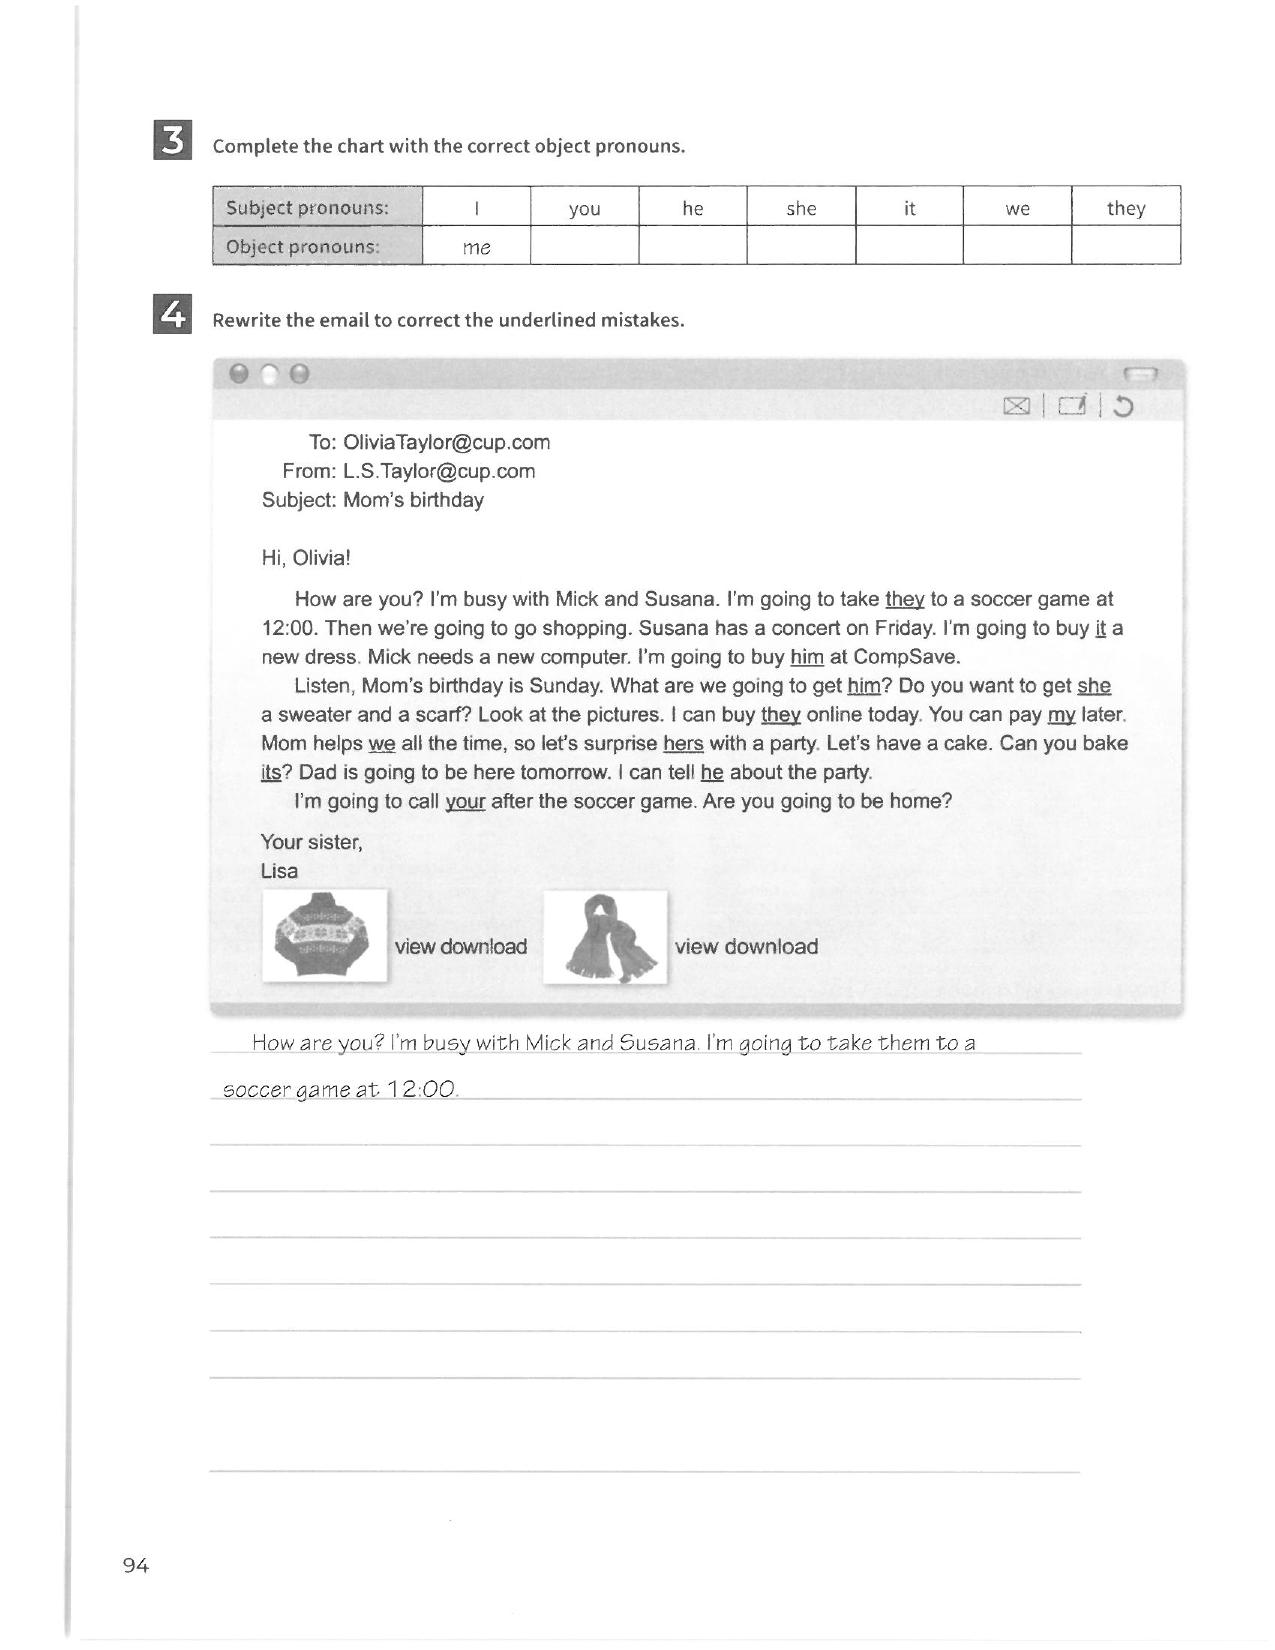 3 Complete the chart with the correct object pronouns.
Subject pronouns: I you he she it we they
Object pronouns: me
4 Rewrite the email to correct the underlined mistakes.
To: OliviaTaylor@cup.com
From: L.S.Taylor@cup.com
Subject: Mom's birthday
Hi, Olivia!
How are you? I'm busy with Mick and Susana. I'm going to take they to a soccer game at
12:00. Then we're going to go shopping. Susana has a concert on Friday. I'm going to buy it a
new dress. Mick needs a new computer. I'm going to buy him at CompSave.
Listen, Mom's birthday is Sunday. What are we going to get him? Do you want to get she
a sweater and a scarf? Look at the pictures. I can buy they online today. You can pay my later.
Mom helps we all the time, so let's surprise hers with a party. Let's have a cake. Can you bake
its? Dad is going to be here tomorrow. I can tell he about the party.
I'm going to call your after the soccer game. Are you going to be home?
Your sister,
Lisa
view download view download
How are you? I'm busy with Mick and Susana. I'm going to take them to a
soccer game at 12:00.
94